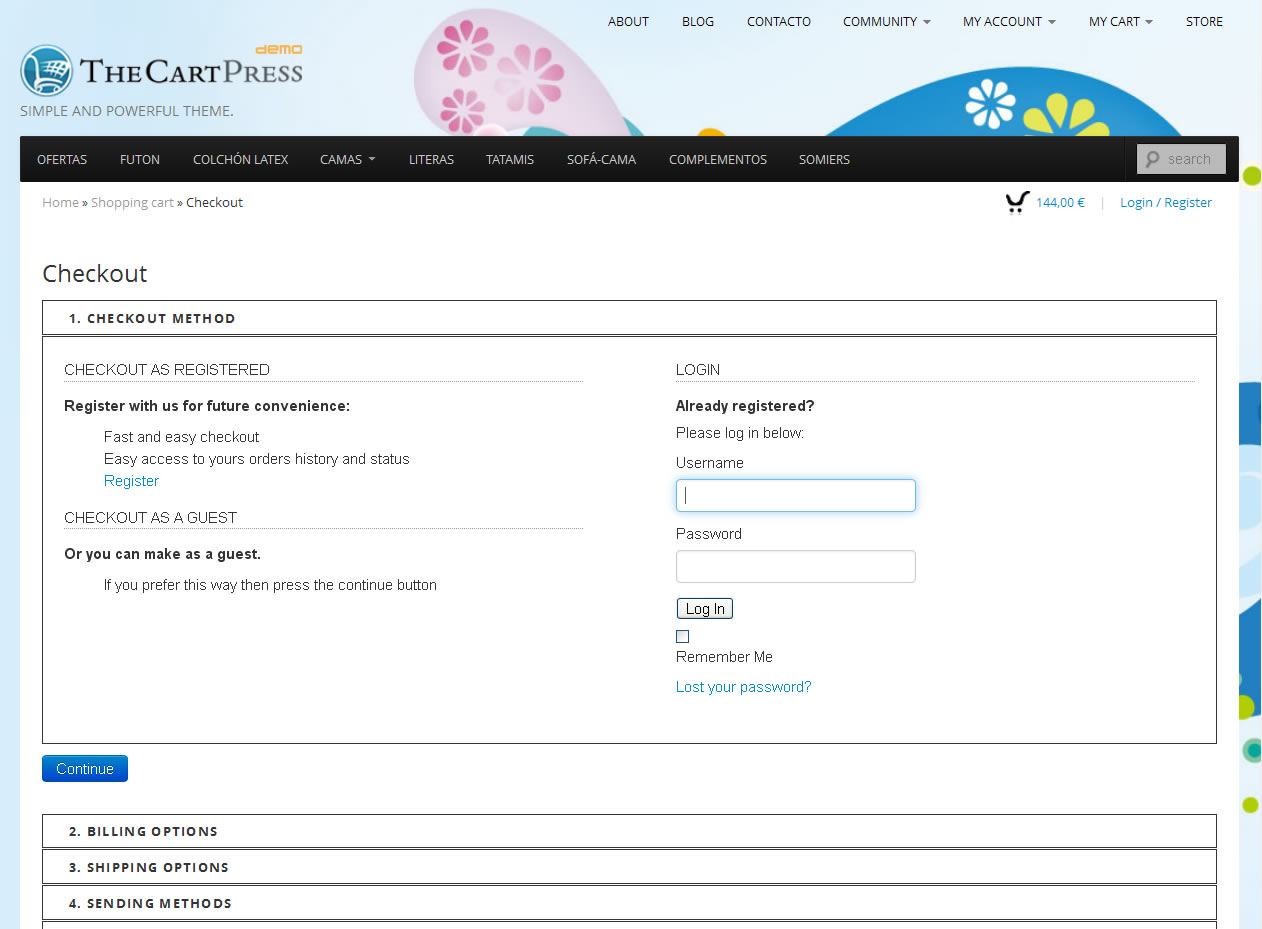 ABOUT BLOG CONTACTO COMMUNITY MY ACCOUNT MY CART STORE
demo
THECARTPRESS
SIMPLE AND POWERFUL THEME.
OFERTAS FUTON COLCHÓN LATEX CAMAS LITERAS TATAMIS SOFÁ-CAMA COMPLEMENTOS SOMIERS search
Home » Shopping cart » Checkout 144,00 € | Login / Register
Checkout
1. CHECKOUT METHOD
CHECKOUT AS REGISTERED
Register with us for future convenience:
Fast and easy checkout
Easy access to yours orders history and status
Register
CHECKOUT AS A GUEST
Or you can make as a guest.
If you prefer this way then press the continue button
LOGIN
Already registered?
Please log in below:
Username
Password
Log In
Remember Me
Lost your password?
Continue
2. BILLING OPTIONS
3. SHIPPING OPTIONS
4. SENDING METHODS